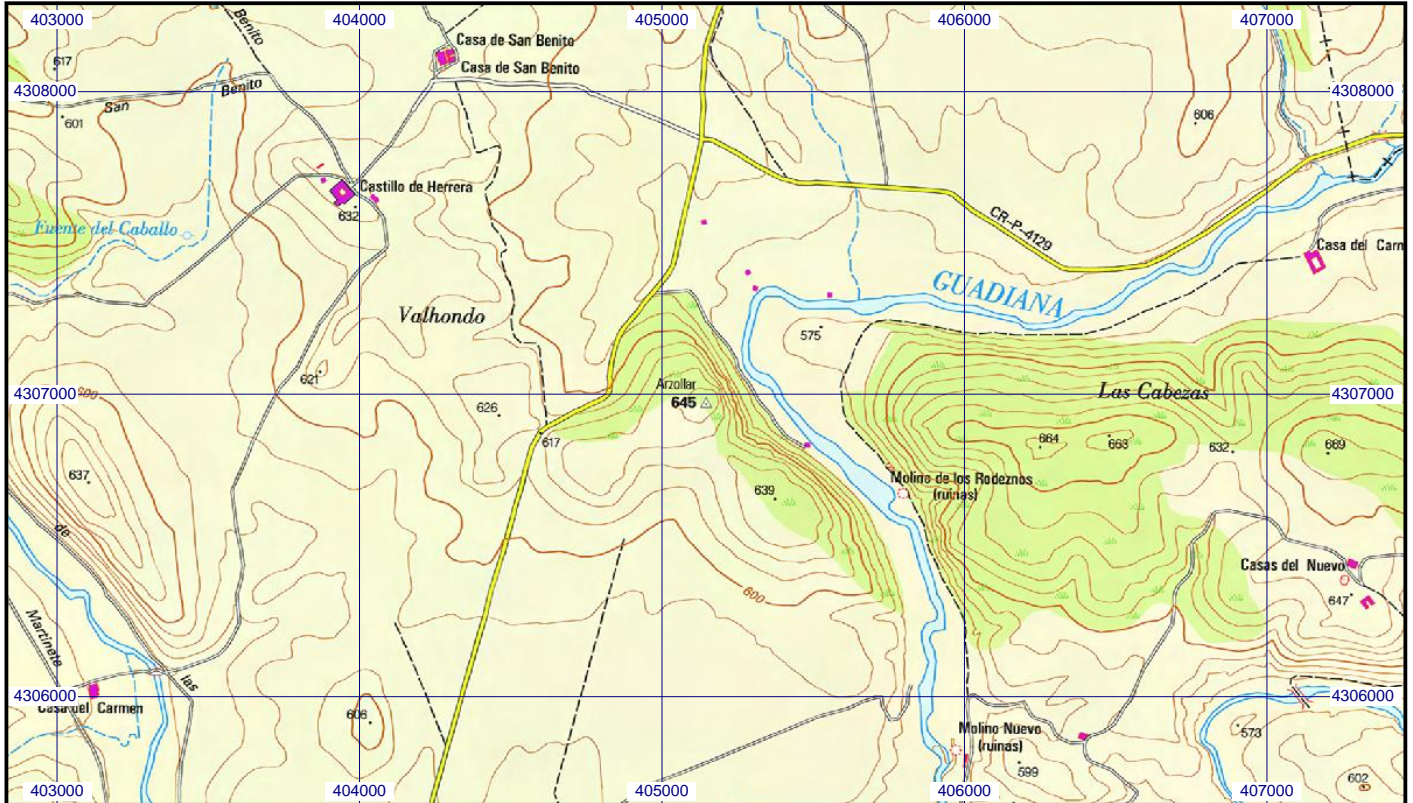 403000 404000 405000 406000 407000
Benito
Casa de San Benito
Casa de San Benito
617
4308000 4308000
San Benito
601
606
Castillo de Herrera
632
Fuente del Caballo
CR-P-4129
Casa del Carm
GUADIANA
Valhondo
575
621
Arzollar
645
4307000 4307000
600
Las Cabezas
626
617
664
663
632
669
637
639
Molino de los Rodeznos
(ruinas)
de
Casas del Nuevo
647
600
Martinete
las
4306000 4306000
Casa del Carmen
606
Molino Nuevo
(ruinas)
573
599
602
403000 404000 405000 406000 407000